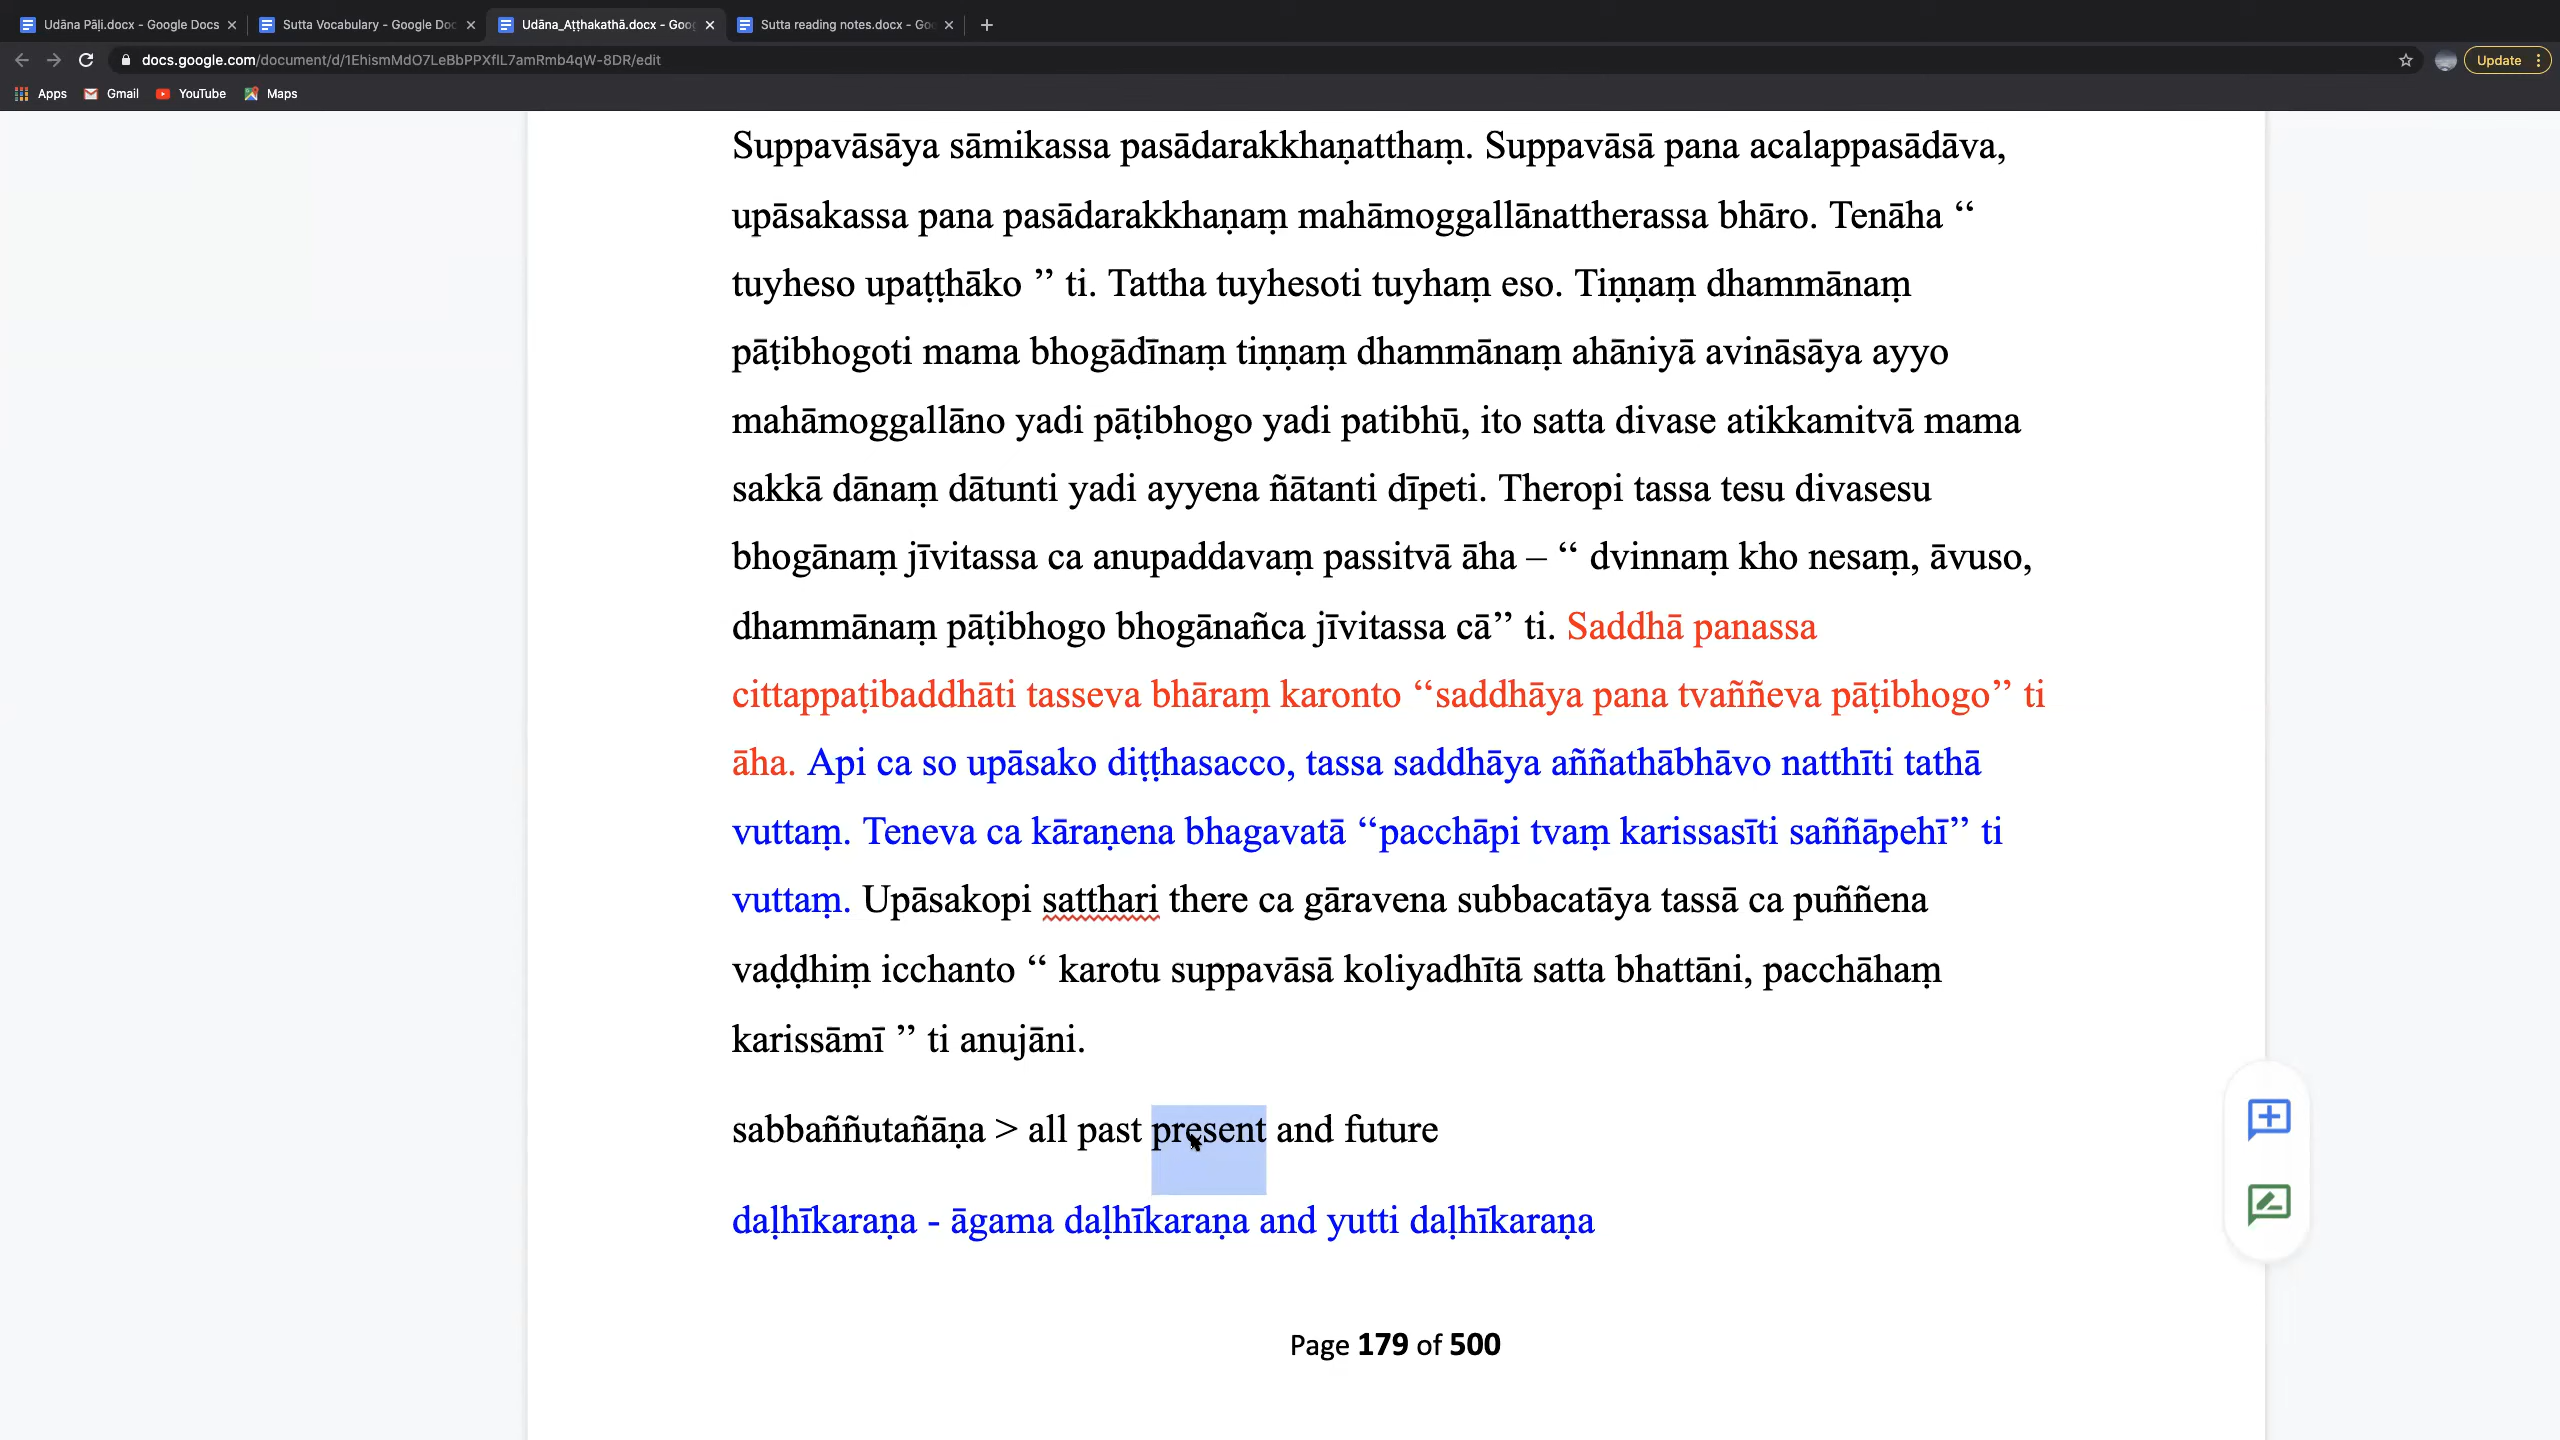 Udāna Pāḷi.docx - Google Docs
Sutta Vocabulary - Google Doc
Udāna_Aṭṭhakathā.docx - Goog
Sutta reading notes.docx - Go
docs.google.com/document/d/1EhismMdO7LeBbPPXfIL7amRmb4qW-8DR/edit
Update
Apps
Gmail
YouTube
Maps
Suppavāsāya sāmikassa pasādarakkhaṇatthaṃ. Suppavāsā pana acalappasādāva,
upāsakassa pana pasādarakkhaṇaṃ mahāmoggallānattherassa bhāro. Tenāha ‘‘
tuyheso upaṭṭhāko ’’ ti. Tattha tuyhesoti tuyhaṃ eso. Tiṇṇaṃ dhammānaṃ
pāṭibhogoti mama bhogādīnaṃ tiṇṇaṃ dhammānaṃ ahāniyā avināsāya ayyo
mahāmoggallāno yadi pāṭibhogo yadi patibhū, ito satta divase atikkamitvā mama
sakkā dānaṃ dātunti yadi ayyena ñātanti dīpeti. Theropi tassa tesu divasesu
bhogānaṃ jīvitassa ca anupaddavaṃ passitvā āha – ‘‘ dvinnaṃ kho nesaṃ, āvuso,
dhammānaṃ pāṭibhogo bhogānañca jīvitassa cā’’ ti. Saddhā panassa
cittappaṭibaddhāti tasseva bhāraṃ karonto ‘‘saddhāya pana tvaññeva pāṭibhogo’’ ti
āha. Api ca so upāsako diṭṭhasacco, tassa saddhāya aññathābhāvo natthīti tathā
vuttaṃ. Teneva ca kāraṇena bhagavatā ‘‘pacchāpi tvaṃ karissasīti saññāpehī’’ ti
vuttaṃ. Upāsakopi satthari there ca gāravena subbacatāya tassā ca puññena
vaḍḍhiṃ icchanto ‘‘ karotu suppavāsā koliyadhītā satta bhattāni, pacchāhaṃ
karissāmī ’’ ti anujāni.
sabbaññutañāṇa > all past present and future
daḷhīkaraṇa - āgama daḷhīkaraṇa and yutti daḷhīkaraṇa
Page 179 of 500